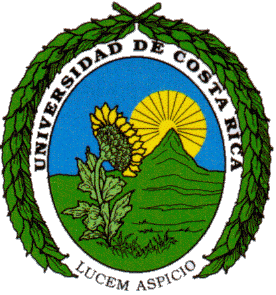 UNIVERSIDAD DE COSTA RICA
LUCEM ASPICIO